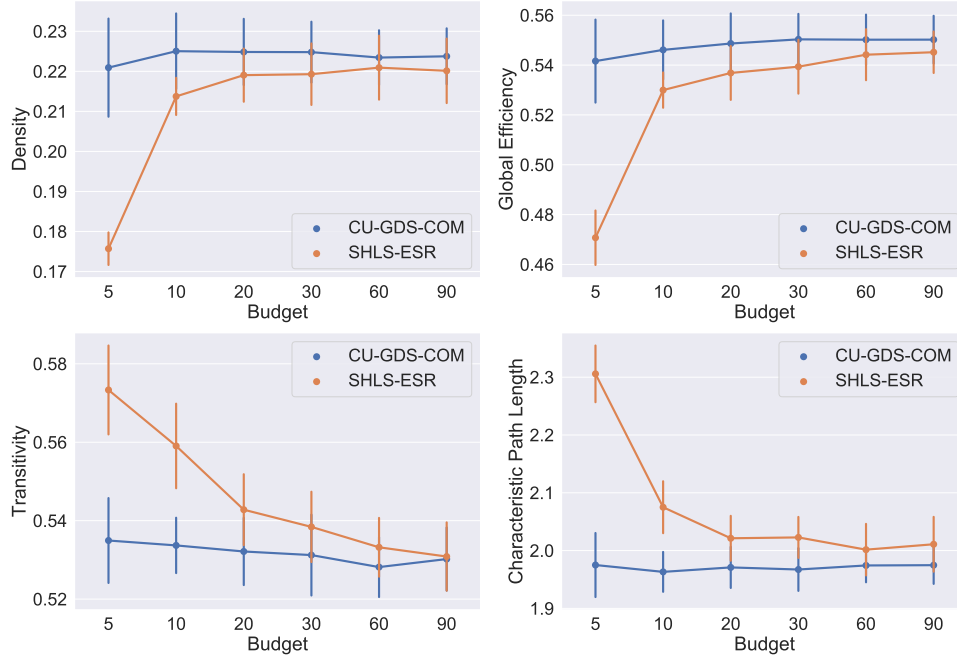 Density
0.23
0.22
0.21
0.20
0.19
0.18
0.17
CU-GDS-COM
SHLS-ESR
5 10 20 30 60 90
Budget
Global Efficiency
0.56
0.54
0.52
0.50
0.48
0.46
CU-GDS-COM
SHLS-ESR
5 10 20 30 60 90
Budget
Transitivity
0.58
0.56
0.54
0.52
CU-GDS-COM
SHLS-ESR
5 10 20 30 60 90
Budget
Characteristic Path Length
2.3
2.2
2.1
2.0
1.9
CU-GDS-COM
SHLS-ESR
5 10 20 30 60 90
Budget